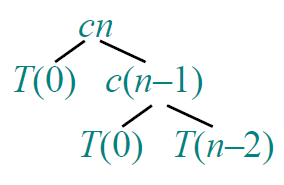 cn
T(0) c(n–1)
T(0) T(n–2)